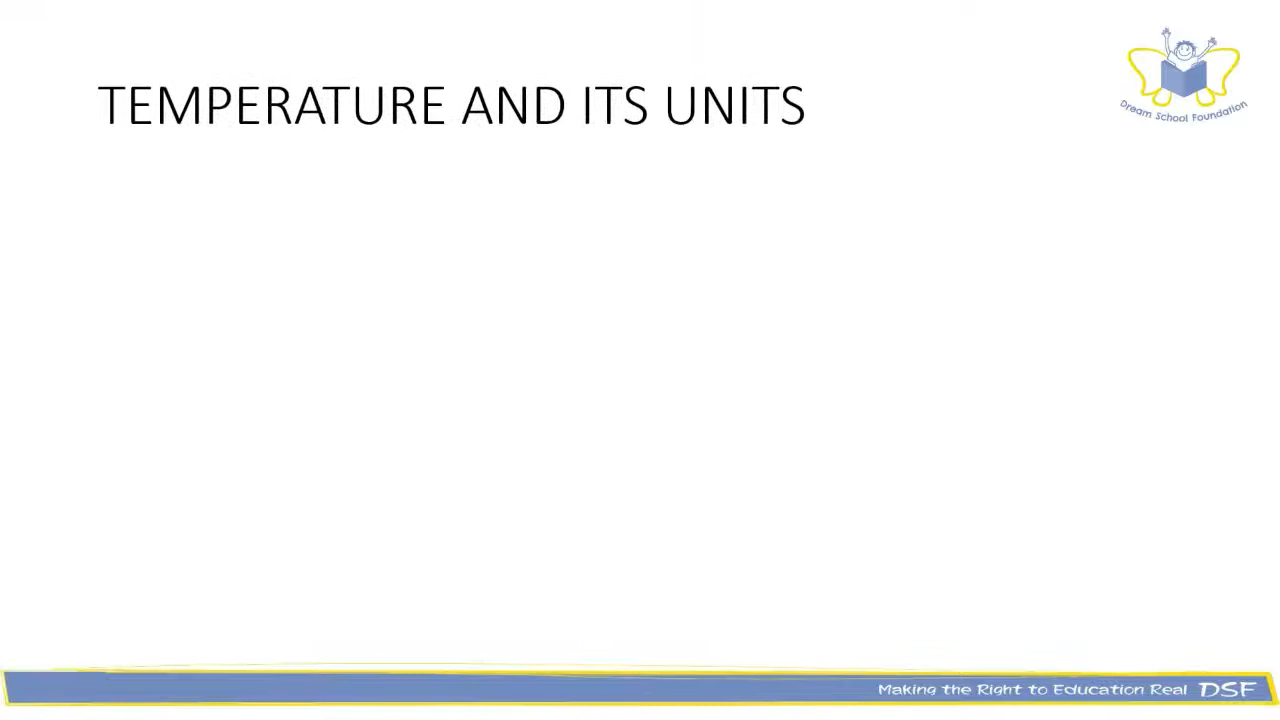 TEMPERATURE AND ITS UNITS
Dream School Foundation
Making the Right to Education Real DSF